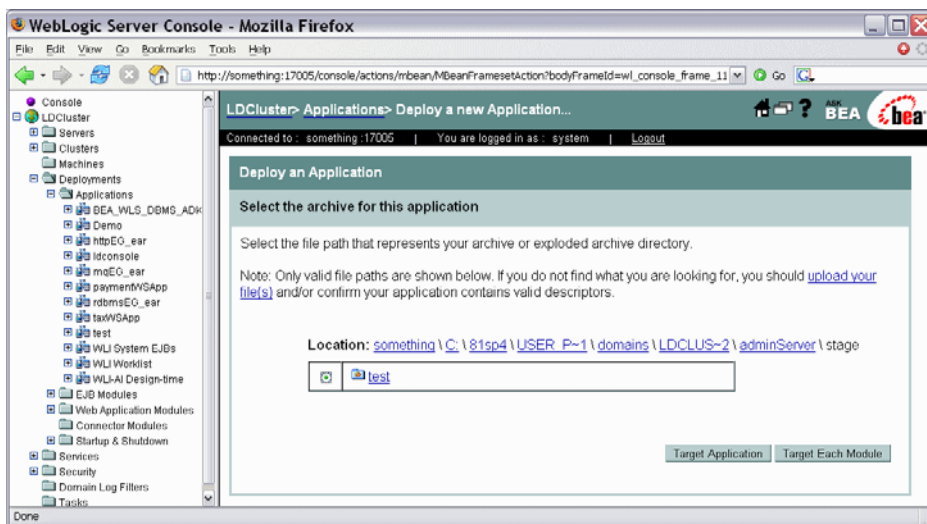 WebLogic Server Console - Mozilla Firefox
File Edit View Go Bookmarks Tools Help
http://something:17005/console/actions/mbean/MBeanFramesetAction?bodyFrameId=wl_console_frame_11
Go
Console
LDCluster
Servers
Clusters
Machines
Deployments
Applications
BEA_WLS_DBMS_ADK
Demo
httpEG_ear
ldconsole
mqEG_ear
paymentWSApp
rdbmsEG_ear
taxWSApp
test
WLI System EJBs
WLI Worklist
WLI-AI Design-time
EJB Modules
Web Application Modules
Connector Modules
Startup & Shutdown
Services
Security
Domain Log Filters
Tasks
LDCluster> Applications> Deploy a new Application...
? ASK BEA bea
Connected to : something :17005 | You are logged in as : system | Logout
Deploy an Application
Select the archive for this application
Select the file path that represents your archive or exploded archive directory.
Note: Only valid file paths are shown below. If you do not find what you are looking for, you should upload your
file(s) and/or confirm your application contains valid descriptors.
Location: something \ C: \ 81sp4 \ USER_P~1 \ domains \ LDCLUS~2 \ adminServer \ stage
test
Target Application Target Each Module
Done